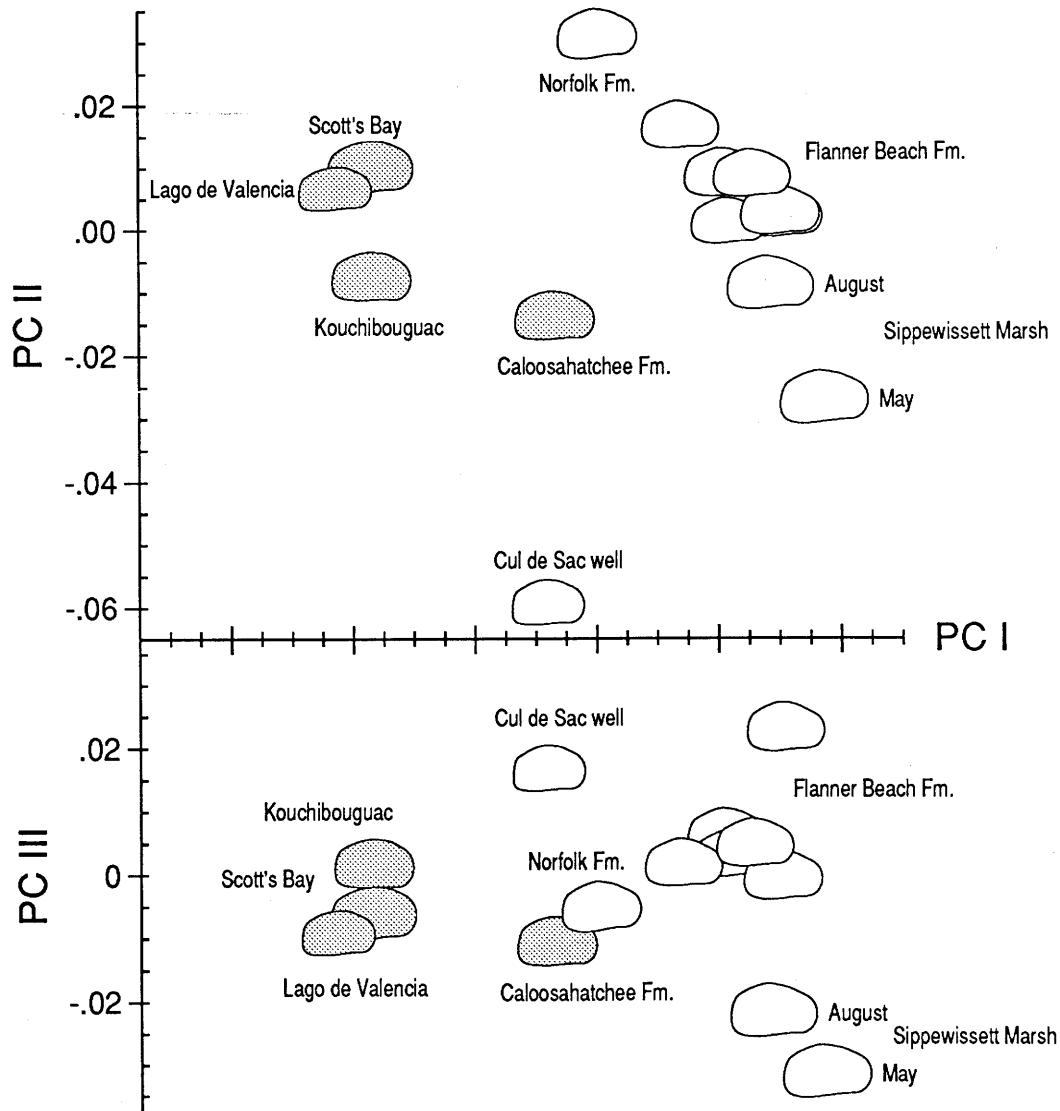 Norfolk Fm.
.02
Scott's Bay
Flanner Beach Fm.
Lago de Valencia
.00
August
Kouchibouguac
Sippewissett Marsh
PC II
-.02
Caloosahatchee Fm.
May
-.04
Cul de Sac well
-.06
PC I
Cul de Sac well
.02
Flanner Beach Fm.
Kouchibouguac
Norfolk Fm.
Scott's Bay
0
PC III
Lago de Valencia
Caloosahatchee Fm.
-.02
August
Sippewissett Marsh
May